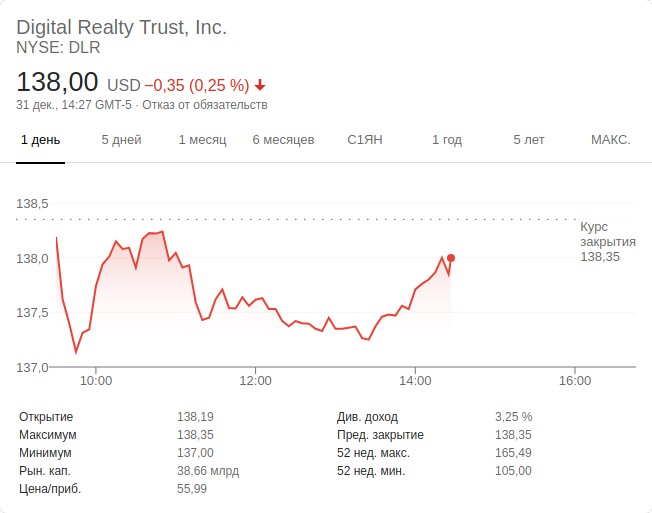 Digital Realty Trust, Inc.
NYSE: DLR
138,00 USD −0,35 (0,25 %)
31 дек., 14:27 GMT-5 · Отказ от обязательств
1 день 5 дней 1 месяц 6 месяцев С1ЯН 1 год 5 лет МАКС.
138,5
Курс
закрытия
138,35
138,0
137,5
137,0
10:00 12:00 14:00 16:00
Открытие 138,19 Див. доход 3,25 %
Максимум 138,35 Пред. закрытие 138,35
Минимум 137,00 52 нед. макс. 165,49
Рын. кап. 38,66 млрд 52 нед. мин. 105,00
Цена/приб. 55,99